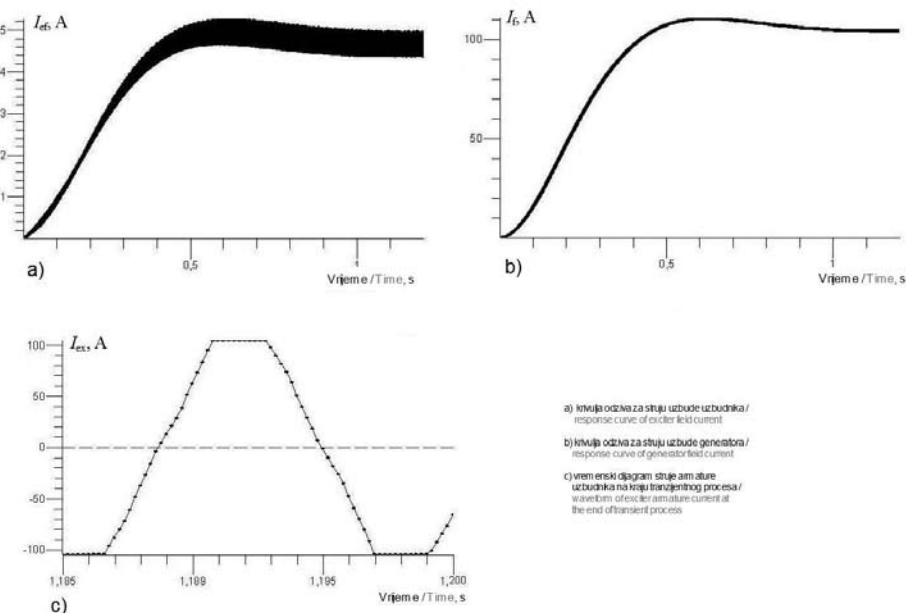 I_ef, A
5
4
3
2
1
0,5
1
Vrijeme / Time, s
a)
I_f, A
100
50
0,5
1
Vrijeme / Time, s
b)
I_ex, A
100
50
0
-50
-100
1,185
1,189
1,195
1,200
Vrijeme / Time, s
c)
a) krivulja odziva za struju uzbude uzbudnika /
response curve of exciter field current
b) krivulja odziva za struju uzbude generatora /
response curve of generator field current
c) vremenski dijagram struje armature
uzbudnika na kraju tranzijentnog procesa /
waveform of exciter armature current at
the end of transient process